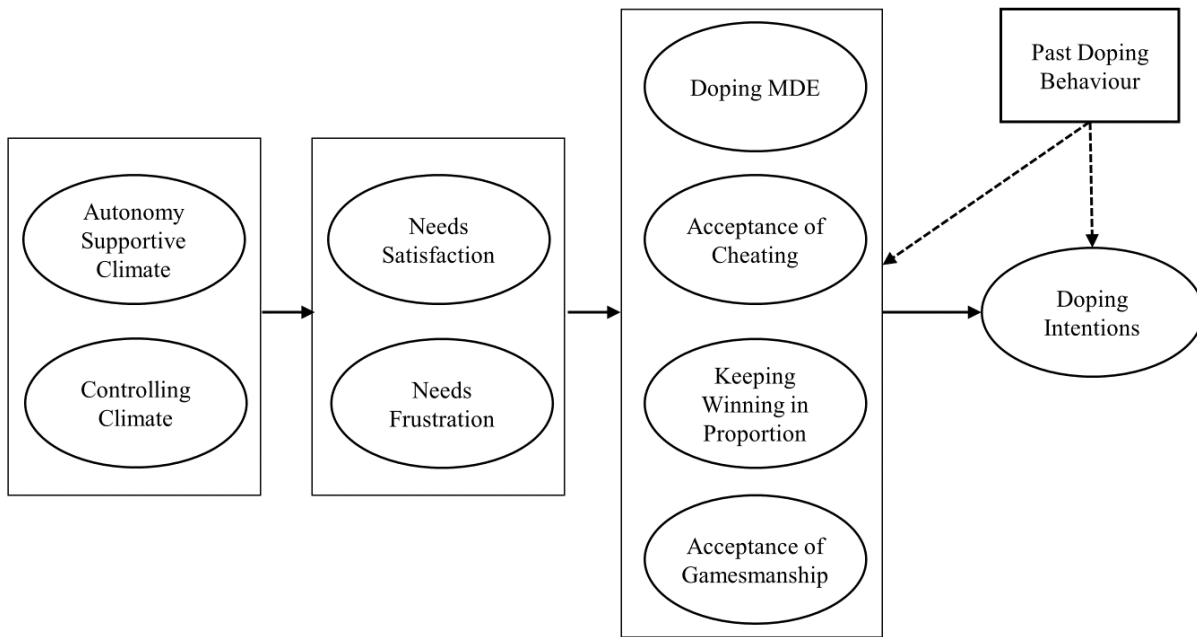 Autonomy
Supportive
Climate
Controlling
Climate
Needs
Satisfaction
Needs
Frustration
Doping MDE
Acceptance of
Cheating
Keeping
Winning in
Proportion
Acceptance of
Gamesmanship
Past Doping
Behaviour
Doping
Intentions